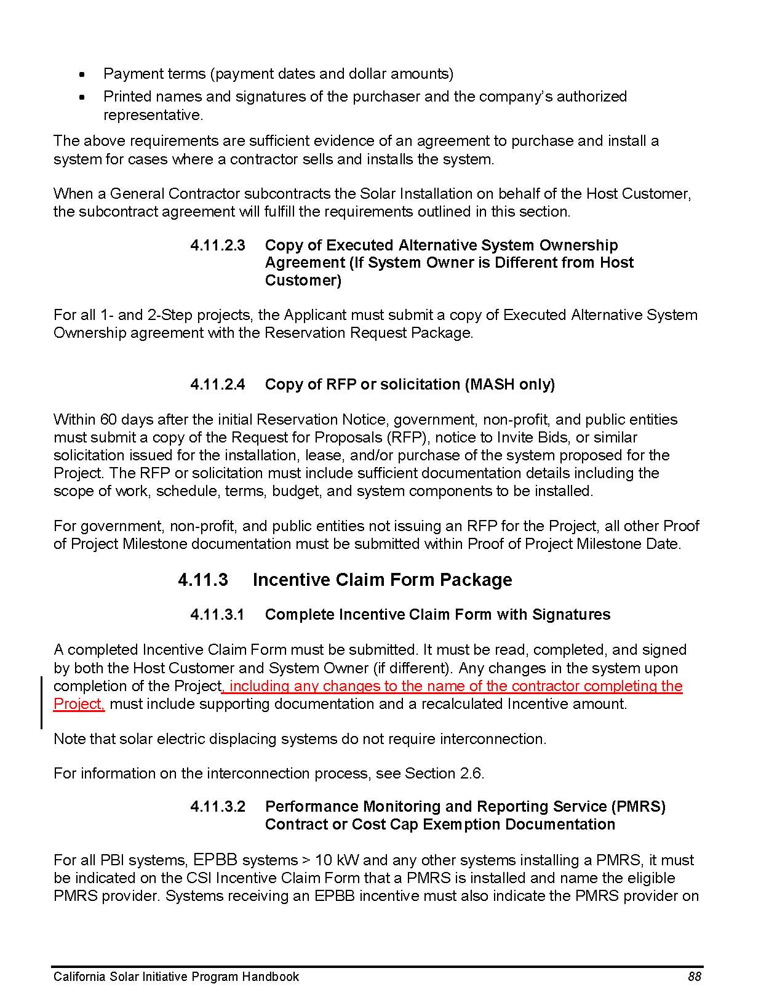 • Payment terms (payment dates and dollar amounts)
• Printed names and signatures of the purchaser and the company’s authorized
representative.
The above requirements are sufficient evidence of an agreement to purchase and install a
system for cases where a contractor sells and installs the system.
When a General Contractor subcontracts the Solar Installation on behalf of the Host Customer,
the subcontract agreement will fulfill the requirements outlined in this section.
4.11.2.3 Copy of Executed Alternative System Ownership
Agreement (If System Owner is Different from Host
Customer)
For all 1- and 2-Step projects, the Applicant must submit a copy of Executed Alternative System
Ownership agreement with the Reservation Request Package.
4.11.2.4 Copy of RFP or solicitation (MASH only)
Within 60 days after the initial Reservation Notice, government, non-profit, and public entities
must submit a copy of the Request for Proposals (RFP), notice to Invite Bids, or similar
solicitation issued for the installation, lease, and/or purchase of the system proposed for the
Project. The RFP or solicitation must include sufficient documentation details including the
scope of work, schedule, terms, budget, and system components to be installed.
For government, non-profit, and public entities not issuing an RFP for the Project, all other Proof
of Project Milestone documentation must be submitted within Proof of Project Milestone Date.
4.11.3 Incentive Claim Form Package
4.11.3.1 Complete Incentive Claim Form with Signatures
A completed Incentive Claim Form must be submitted. It must be read, completed, and signed
by both the Host Customer and System Owner (if different). Any changes in the system upon
completion of the Project, including any changes to the name of the contractor completing the
Project, must include supporting documentation and a recalculated Incentive amount.
Note that solar electric displacing systems do not require interconnection.
For information on the interconnection process, see Section 2.6.
4.11.3.2 Performance Monitoring and Reporting Service (PMRS)
Contract or Cost Cap Exemption Documentation
For all PBI systems, EPBB systems > 10 kW and any other systems installing a PMRS, it must
be indicated on the CSI Incentive Claim Form that a PMRS is installed and name the eligible
PMRS provider. Systems receiving an EPBB incentive must also indicate the PMRS provider on
California Solar Initiative Program Handbook 88